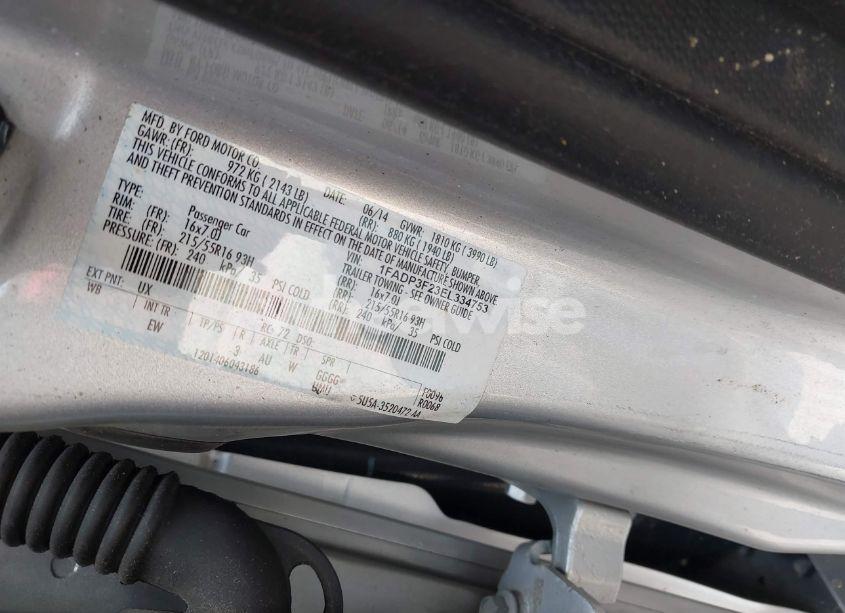 MFD. BY FORD MOTOR CO.
DATE: 06/14 GVWR: 1810 KG ( 3990 LB)
GAWR: (FR): 972 KG ( 2143 LB) (RR): 880 KG ( 1940 LB)
THIS VEHICLE CONFORMS TO ALL APPLICABLE FEDERAL MOTOR VEHICLE SAFETY, BUMPER,
AND THEFT PREVENTION STANDARDS IN EFFECT ON THE DATE OF MANUFACTURE SHOWN ABOVE
VIN: 1FADP3F23EL334753
TYPE: Passenger Car TRAILER TOWING - SEE OWNER GUIDE
RIM: (FR): 16x7.0J 16x7.0J
TIRE: (FR): 215/55R16 93H 215/55R16 93H
PRESSURE: (FR): 240 kPa/ 35 PSI COLD 240 kPa/ 35 PSI COLD
EXT PNT: UX RC: 72 DSO:
WB INT TR TP/PS R AXLE TR SPR
EW 3 AU W GGGG
F0096
R0068
1201406043186
5U5A-3520472-AA